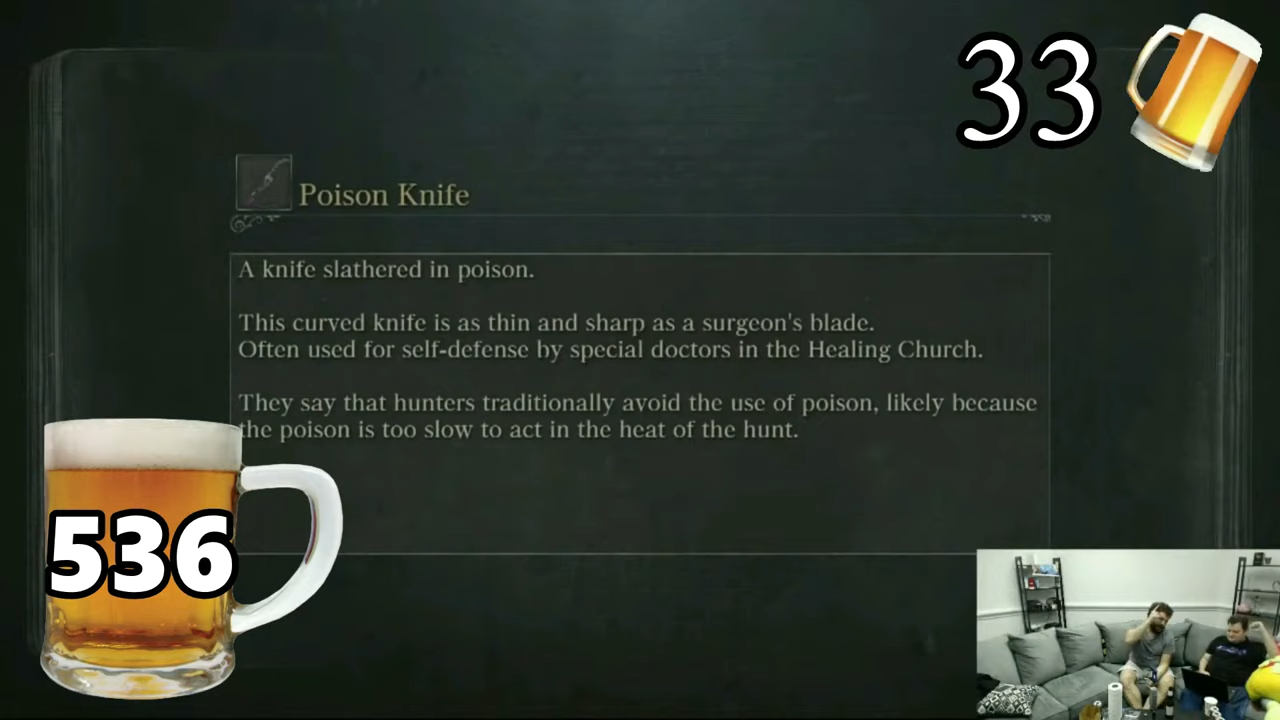 33
Poison Knife
A knife slathered in poison.
This curved knife is as thin and sharp as a surgeon's blade.
Often used for self-defense by special doctors in the Healing Church.
They say that hunters traditionally avoid the use of poison, likely because
the poison is too slow to act in the heat of the hunt.
536